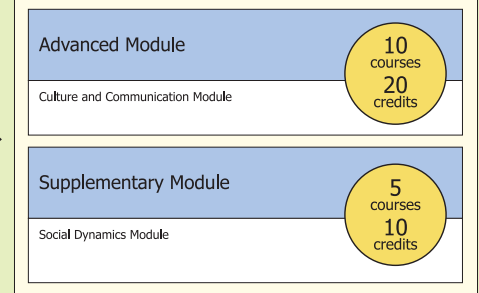 Advanced Module
10
courses
20
credits
Culture and Communication Module
Supplementary Module
5
courses
10
credits
Social Dynamics Module